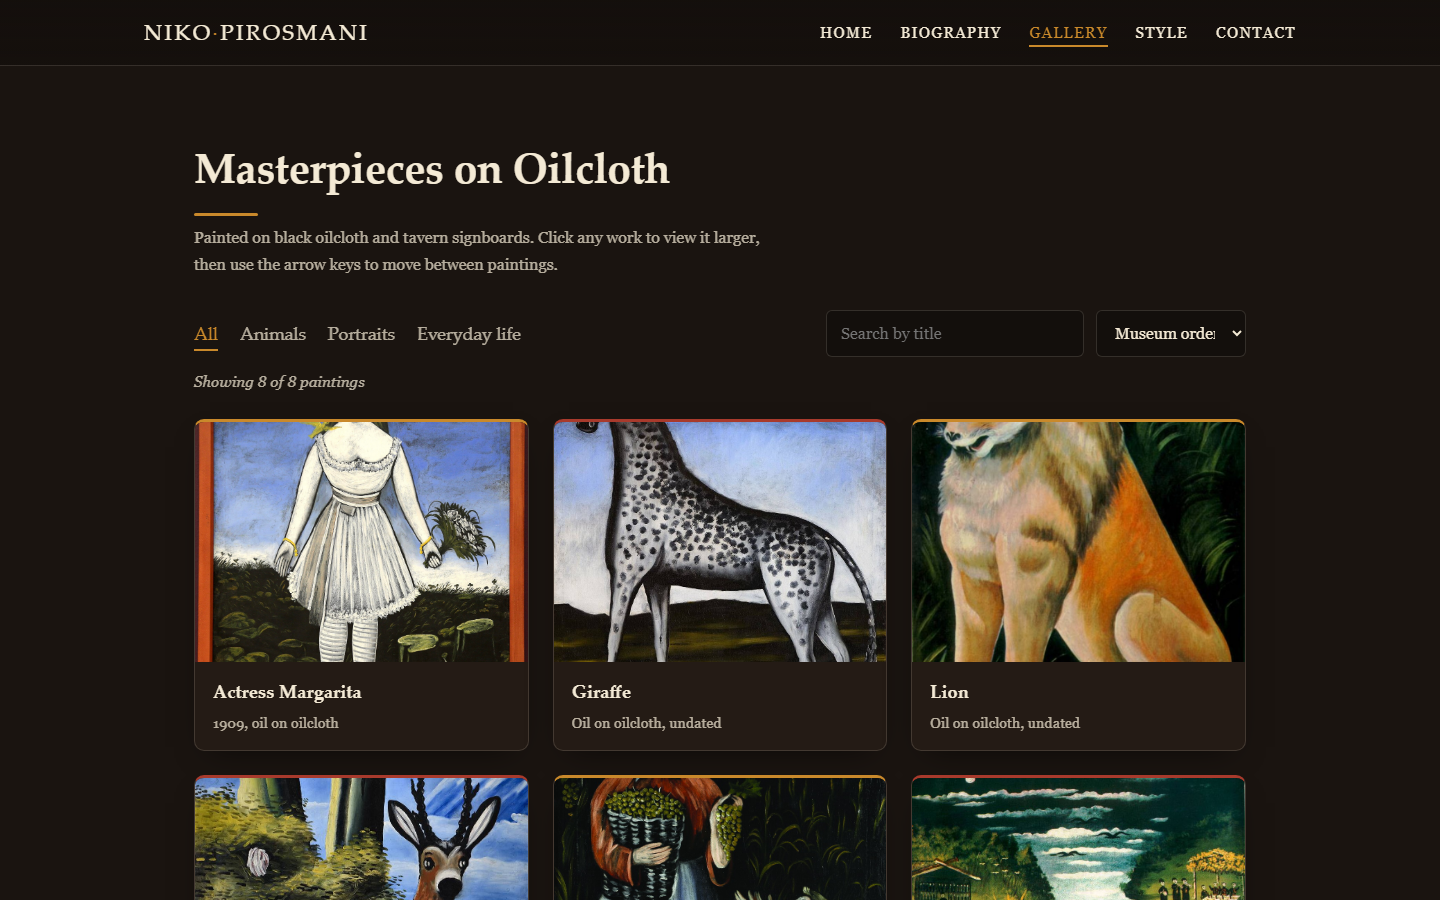 NIKO·PIROSMANI
HOME BIOGRAPHY GALLERY STYLE CONTACT
Masterpieces on Oilcloth
Painted on black oilcloth and tavern signboards. Click any work to view it larger,
then use the arrow keys to move between paintings.
All Animals Portraits Everyday life
Search by title
Museum order
Showing 8 of 8 paintings
Actress Margarita
1909, oil on oilcloth
Giraffe
Oil on oilcloth, undated
Lion
Oil on oilcloth, undated